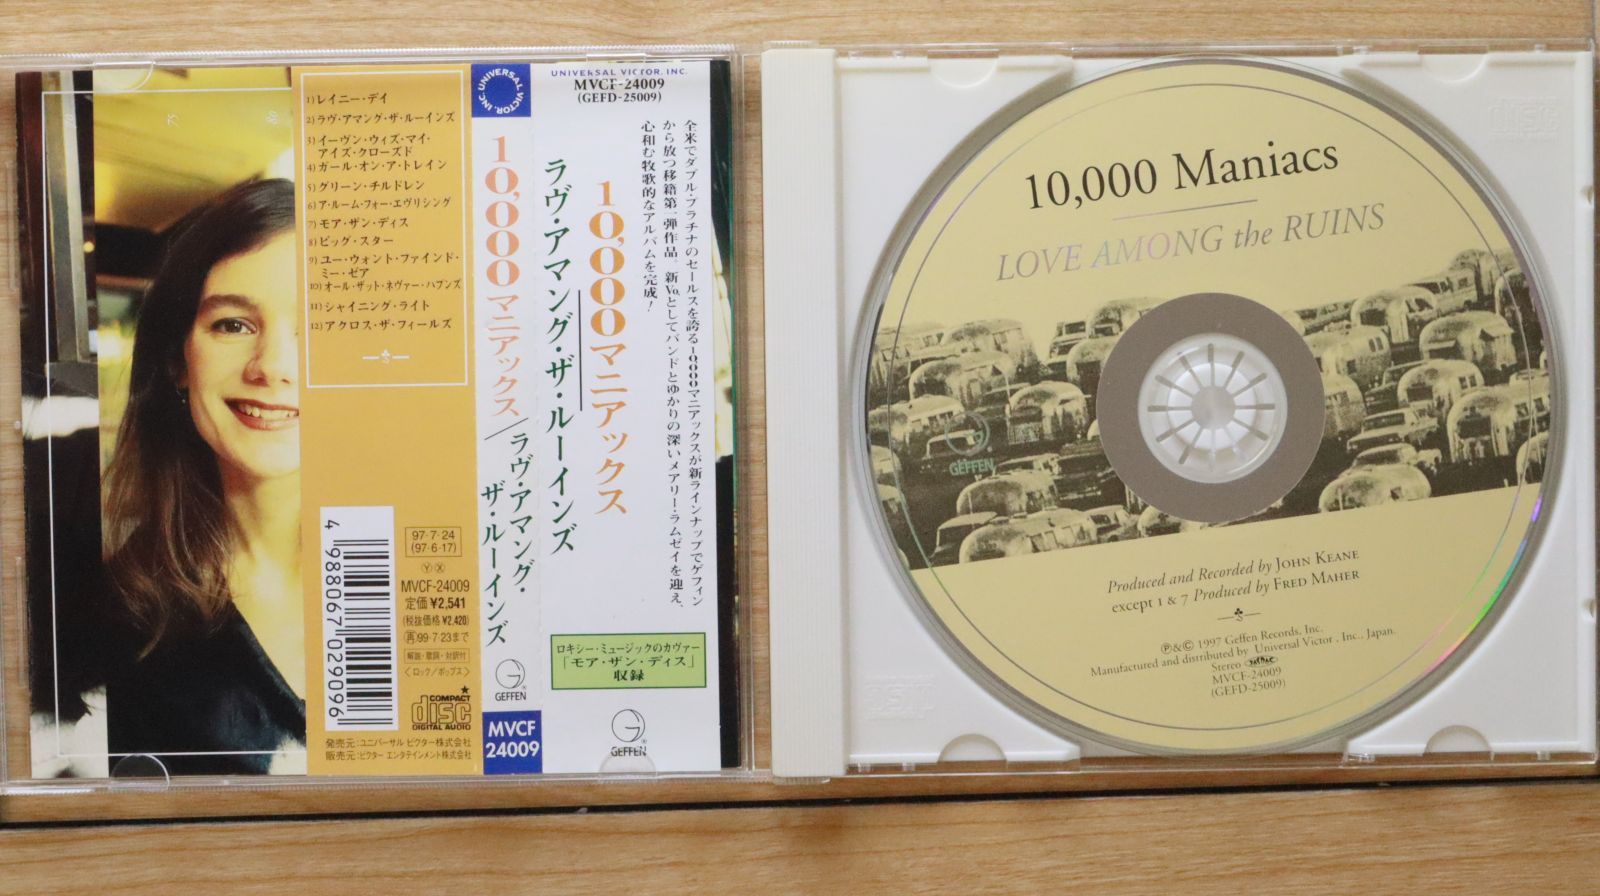 1) レイニー・デイ
2) ラヴ・アマング・ザ・ルーインズ
3) イーヴン・ウィズ・マイ・
アイズ・クローズド
4) ガール・オン・ア・トレイン
5) グリーン・チルドレン
6) ア・ルーム・フォー・エヴリシング
7) モア・ザン・ディス
8) ビッグ・スター
9) ユー・ウォント・ファインド・
ミー・ゼア
10) オール・ザット・ネヴァー・ハプンズ
11) シャイニング・ライト
12) アクロス・ザ・フィールズ
4 988067 029096
97・7・24
(97・6・17)
Ⓨ Ⓧ
MVCF-24009
定価 ¥2,541
(税抜価格 ¥2,420)
再 99・7・23まで
解説・歌詞・対訳付
〈ロック/ポップス〉
COMPACT
disc
DIGITAL AUDIO
発売元:ユニバーサル ビクター株式会社
販売元:ビクター エンタテインメント株式会社
UNIVERSAL VICTOR, INC.
10,000マニアックス/ラヴ・アマング・
ザ・ルーインズ
GEFFEN
MVCF
24009
UNIVERSAL VICTOR, INC.
MVCF-24009
(GEFD-25009)
全米でダブル・プラチナのセールスを誇る10,000マニアックスが新ラインナップでゲフィン
から放つ移籍第一弾作品。新Vo.としてバンドとゆかりの深いメアリー・ラムゼイを迎え、
心和む牧歌的なアルバムを完成!
10,000マニアックス
ラヴ・アマング・ザ・ルーインズ
ロキシー・ミュージックのカヴァー
「モア・ザン・ディス」
収録
GEFFEN
10,000 Maniacs
LOVE AMONG the RUINS
GEFFEN
Produced and Recorded by JOHN KEANE
except 1 & 7 Produced by FRED MAHER
℗&© 1997 Geffen Records, Inc.
Manufactured and distributed by Universal Victor, Inc., Japan.
Stereo
MVCF-24009
(GEFD-25009)